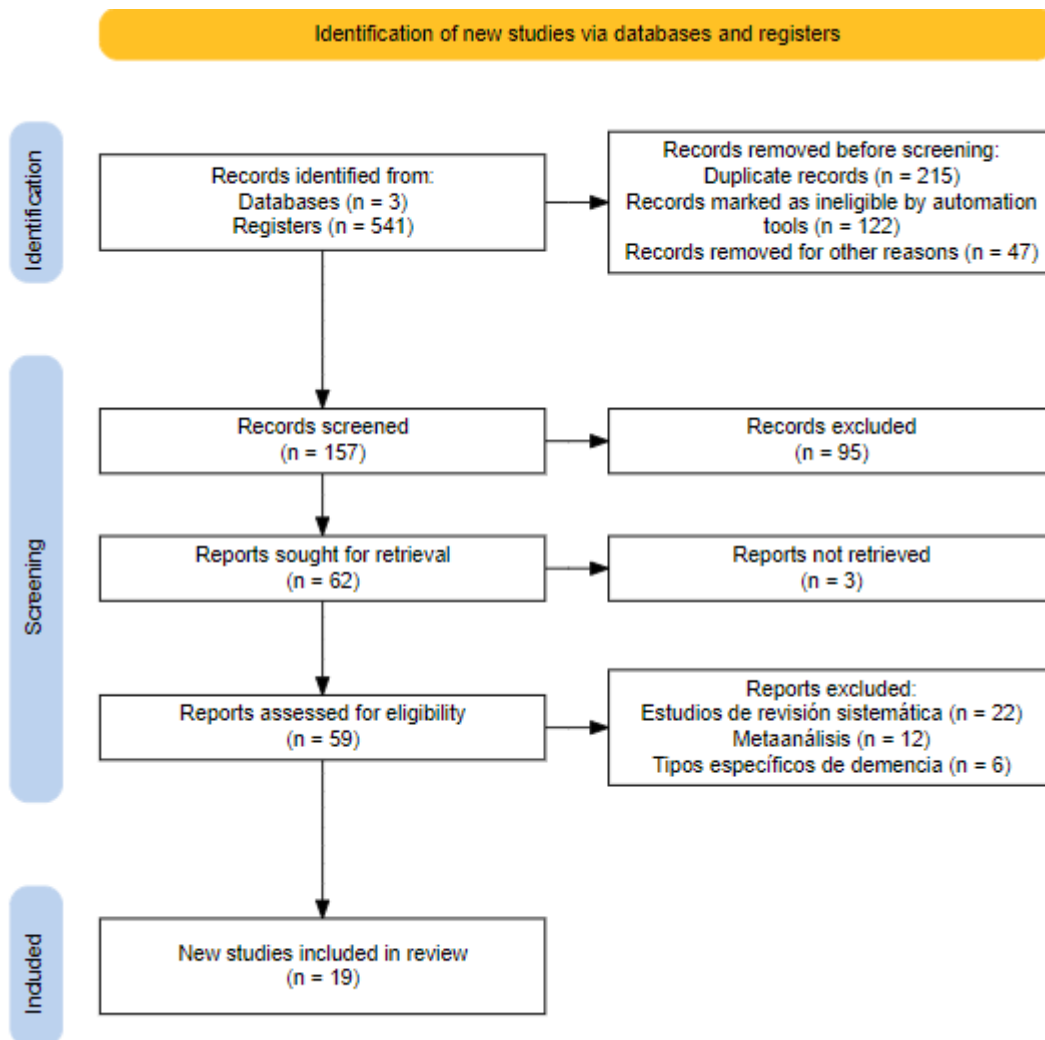 Identification of new studies via databases and registers
Identification
Records identified from:
Databases (n = 3)
Registers (n = 541)
Records removed before screening:
Duplicate records (n = 215)
Records marked as ineligible by automation
tools (n = 122)
Records removed for other reasons (n = 47)
Screening
Records screened
(n = 157)
Records excluded
(n = 95)
Reports sought for retrieval
(n = 62)
Reports not retrieved
(n = 3)
Reports assessed for eligibility
(n = 59)
Reports excluded:
Estudios de revisión sistemática (n = 22)
Metaanálisis (n = 12)
Tipos específicos de demencia (n = 6)
Included
New studies included in review
(n = 19)